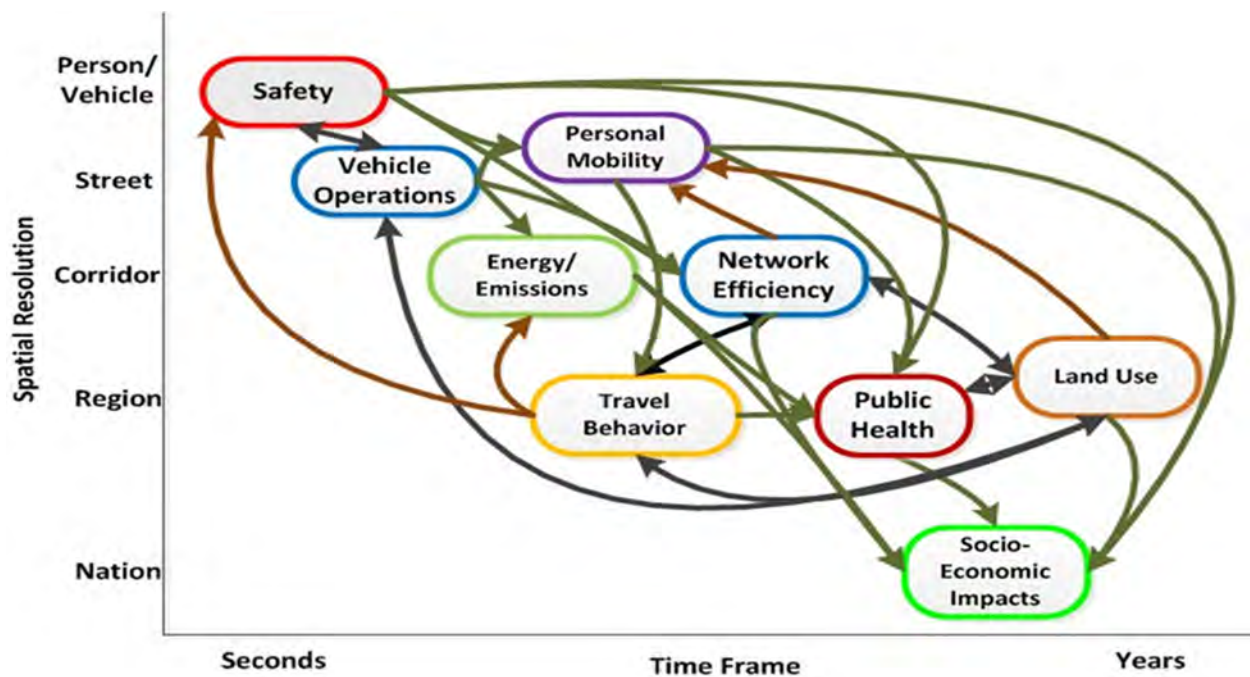 Person/
Vehicle
Safety
Personal
Mobility
Street
Vehicle
Operations
Spatial Resolution
Corridor
Energy/
Emissions
Network
Efficiency
Region
Travel
Behavior
Public
Health
Land Use
Nation
Socio-
Economic
Impacts
Seconds
Time Frame
Years